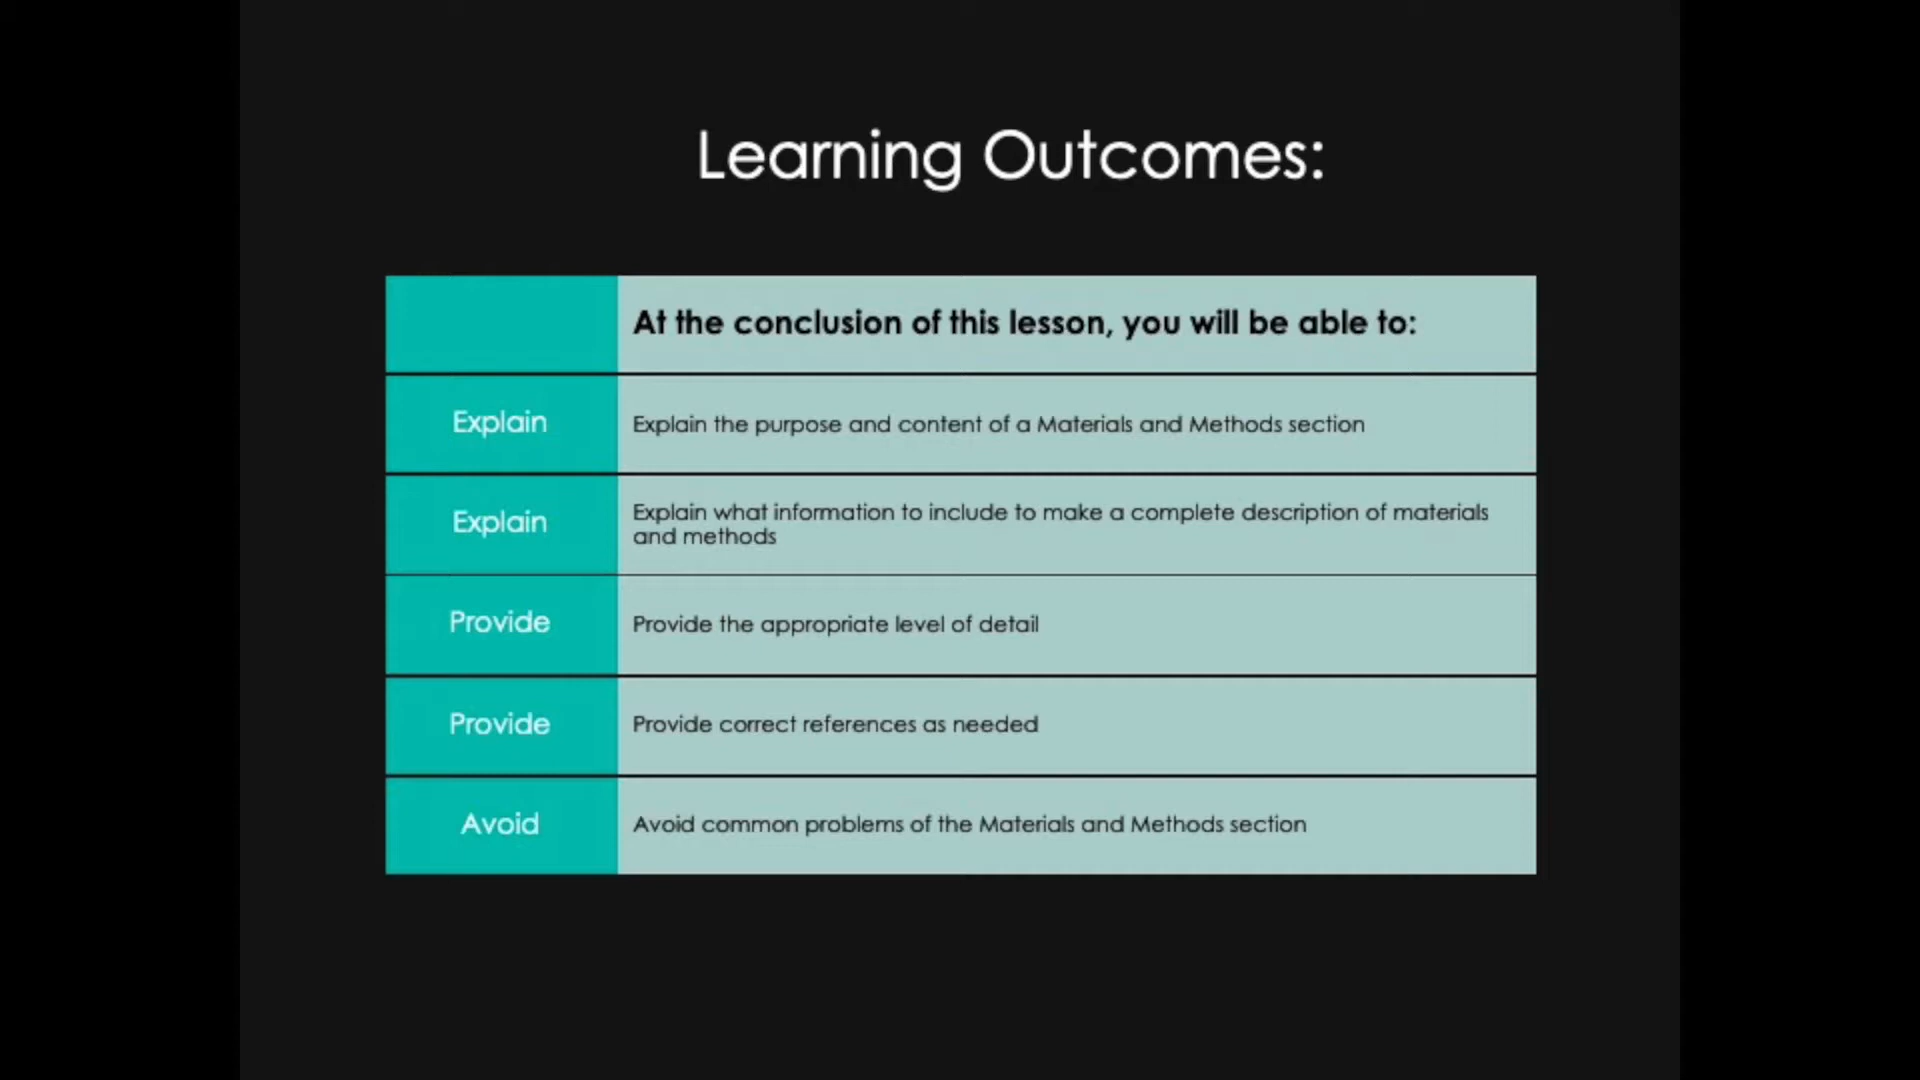 Learning Outcomes:
At the conclusion of this lesson, you will be able to:
Explain
Explain the purpose and content of a Materials and Methods section
Explain
Explain what information to include to make a complete description of materials
and methods
Provide
Provide the appropriate level of detail
Provide
Provide correct references as needed
Avoid
Avoid common problems of the Materials and Methods section